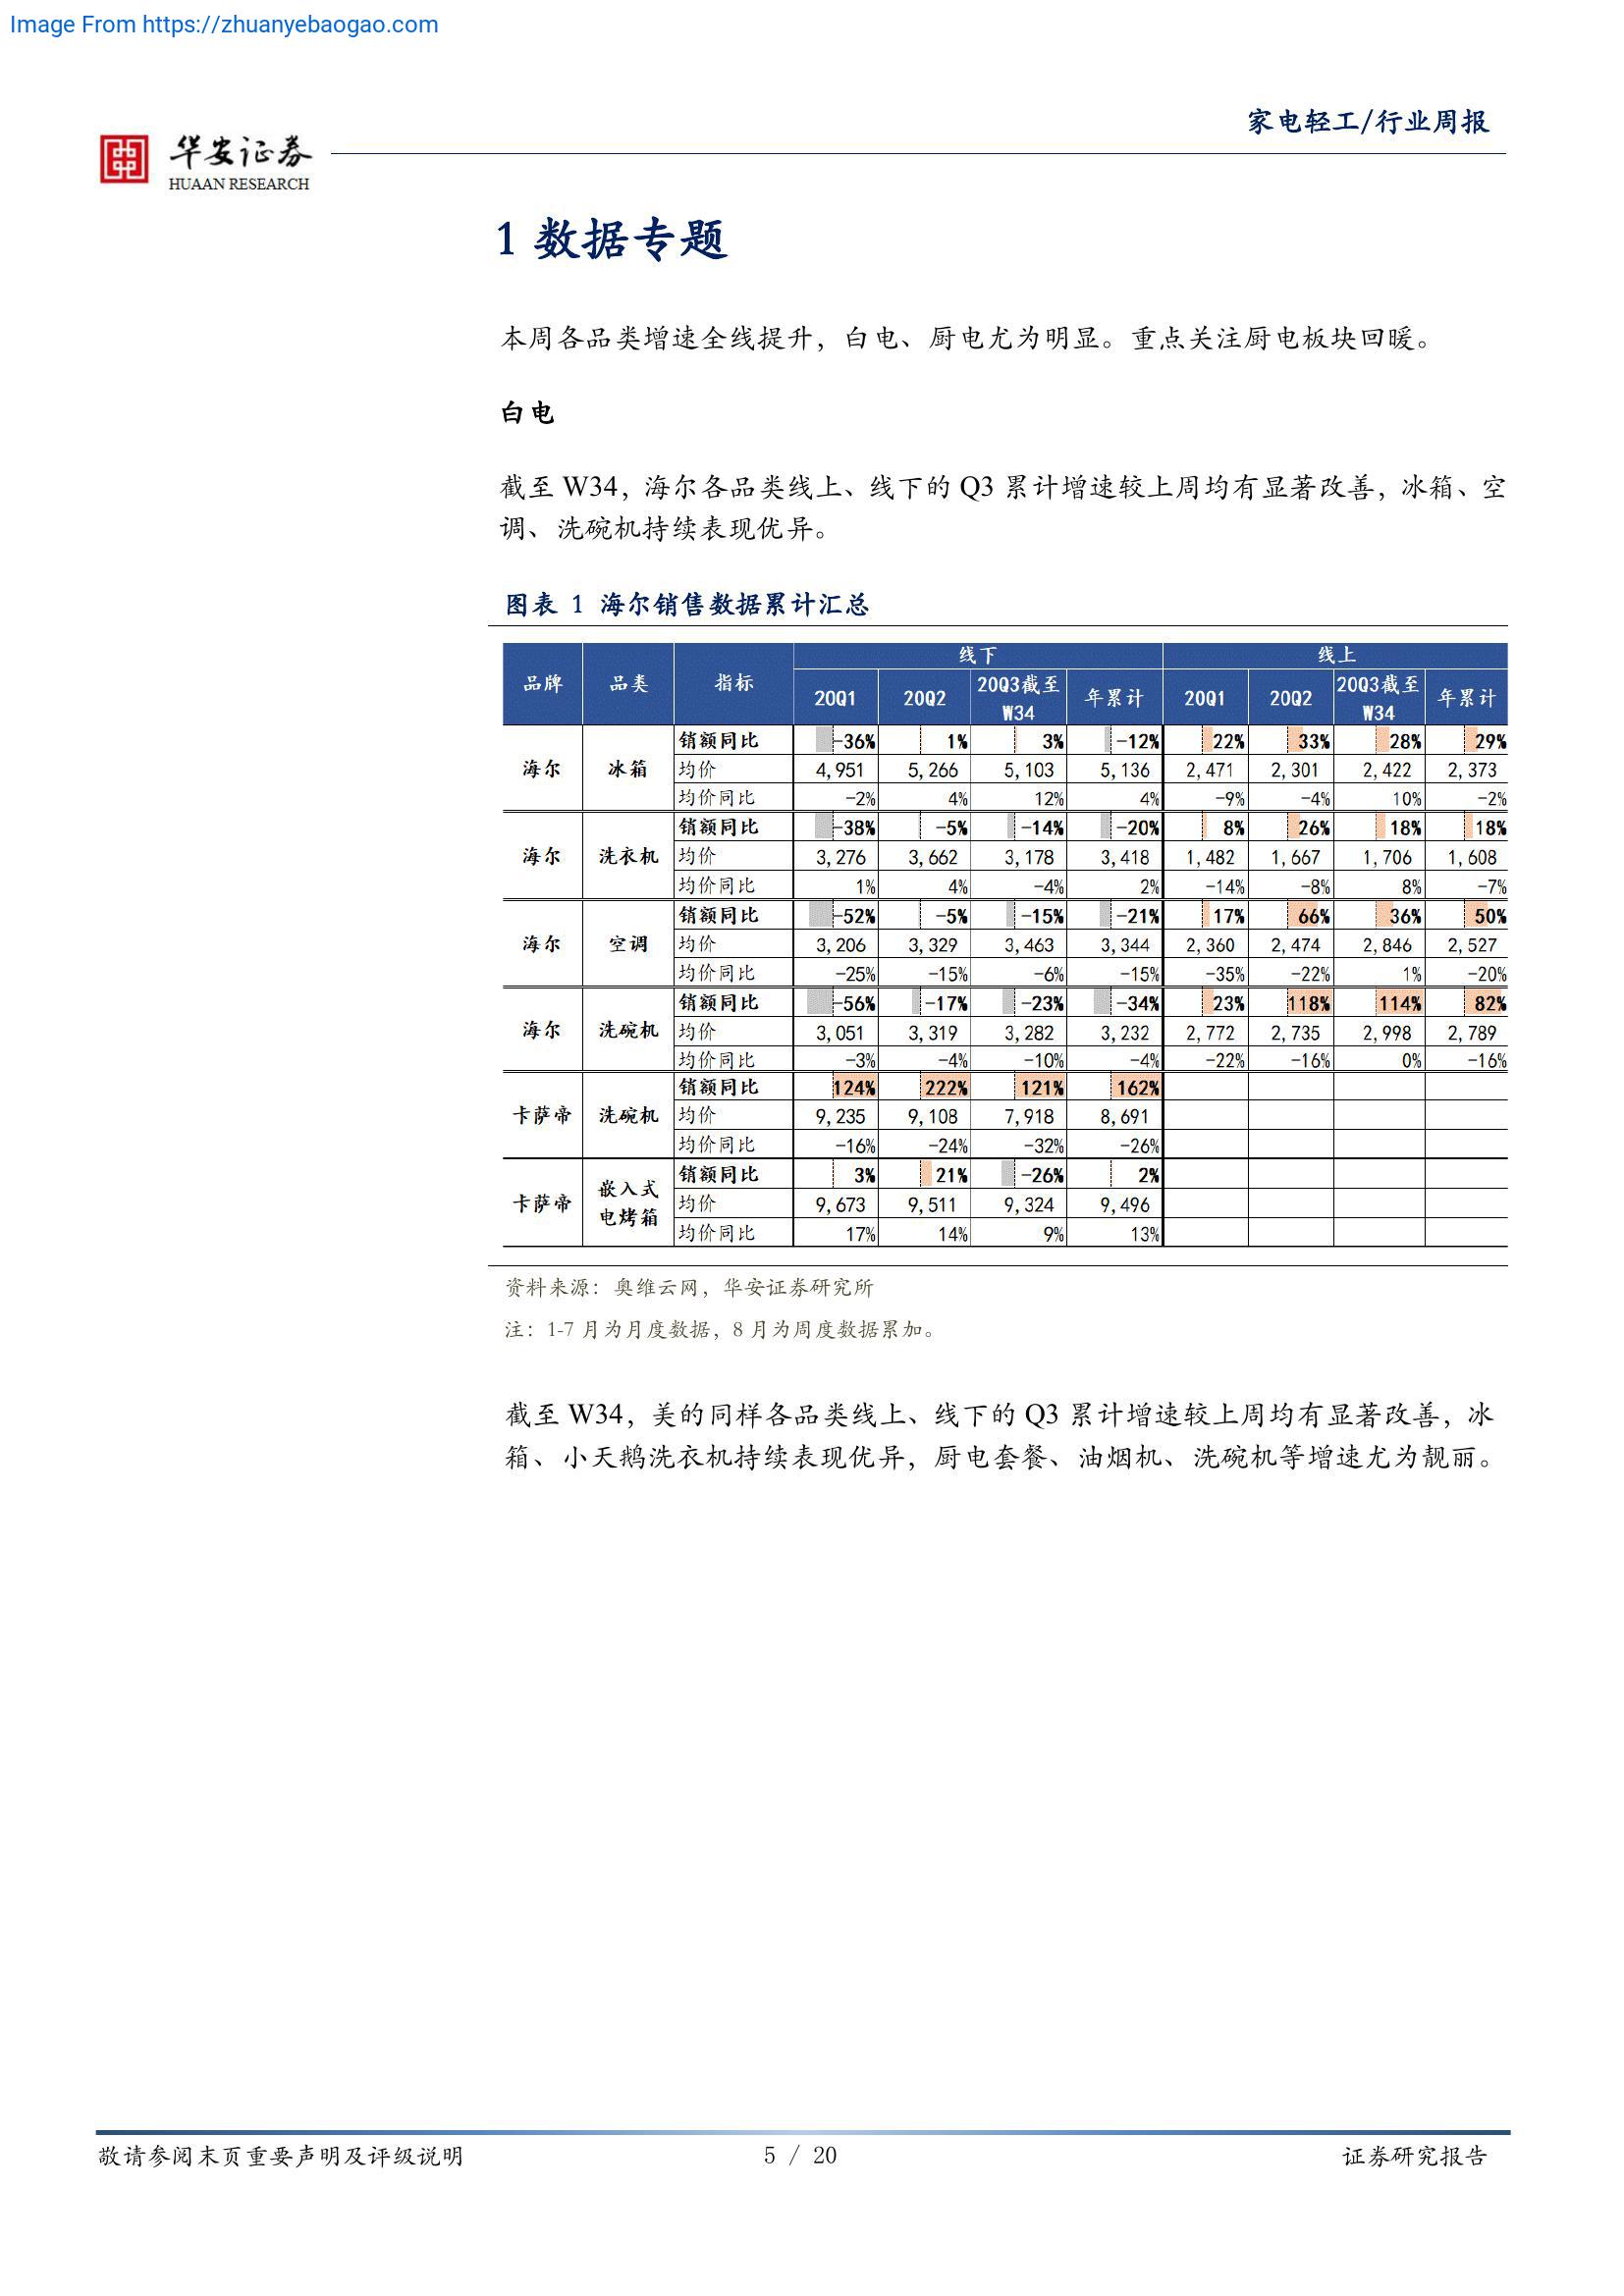 Image From https://zhuanyebaogao.com
家电轻工/行业周报
华安证券
HUAAN RESEARCH
1 数据专题
本周各品类增速全线提升，白电、厨电尤为明显。重点关注厨电板块回暖。
白电
截至 W34，海尔各品类线上、线下的 Q3 累计增速较上周均有显著改善，冰箱、空
调、洗碗机持续表现优异。
图表 1 海尔销售数据累计汇总
品牌 品类 指标 线下 线上
20Q1 20Q2 20Q3截至W34 年累计 20Q1 20Q2 20Q3截至W34 年累计
销额同比 -36% 1% 3% -12% 22% 33% 28% 29%
海尔 冰箱 均价 4,951 5,266 5,103 5,136 2,471 2,301 2,422 2,373
均价同比 -2% 4% 12% 4% -9% -4% 10% -2%
销额同比 -38% -5% -14% -20% 8% 26% 18% 18%
海尔 洗衣机 均价 3,276 3,662 3,178 3,418 1,482 1,667 1,706 1,608
均价同比 1% 4% -4% 2% -14% -8% 8% -7%
销额同比 -52% -5% -15% -21% 17% 66% 36% 50%
海尔 空调 均价 3,206 3,329 3,463 3,344 2,360 2,474 2,846 2,527
均价同比 -25% -15% -6% -15% -35% -22% 1% -20%
销额同比 -56% -17% -23% -34% 23% 118% 114% 82%
海尔 洗碗机 均价 3,051 3,319 3,282 3,232 2,772 2,735 2,998 2,789
均价同比 -3% -4% -10% -4% -22% -16% 0% -16%
销额同比 124% 222% 121% 162%
卡萨帝 洗碗机 均价 9,235 9,108 7,918 8,691
均价同比 -16% -24% -32% -26%
销额同比 3% 21% -26% 2%
卡萨帝 嵌入式电烤箱 均价 9,673 9,511 9,324 9,496
均价同比 17% 14% 9% 13%
资料来源：奥维云网，华安证券研究所
注：1-7 月为月度数据，8 月为周度数据累加。
截至 W34，美的同样各品类线上、线下的 Q3 累计增速较上周均有显著改善，冰
箱、小天鹅洗衣机持续表现优异，厨电套餐、油烟机、洗碗机等增速尤为靓丽。
敬请参阅末页重要声明及评级说明
5 / 20
证券研究报告